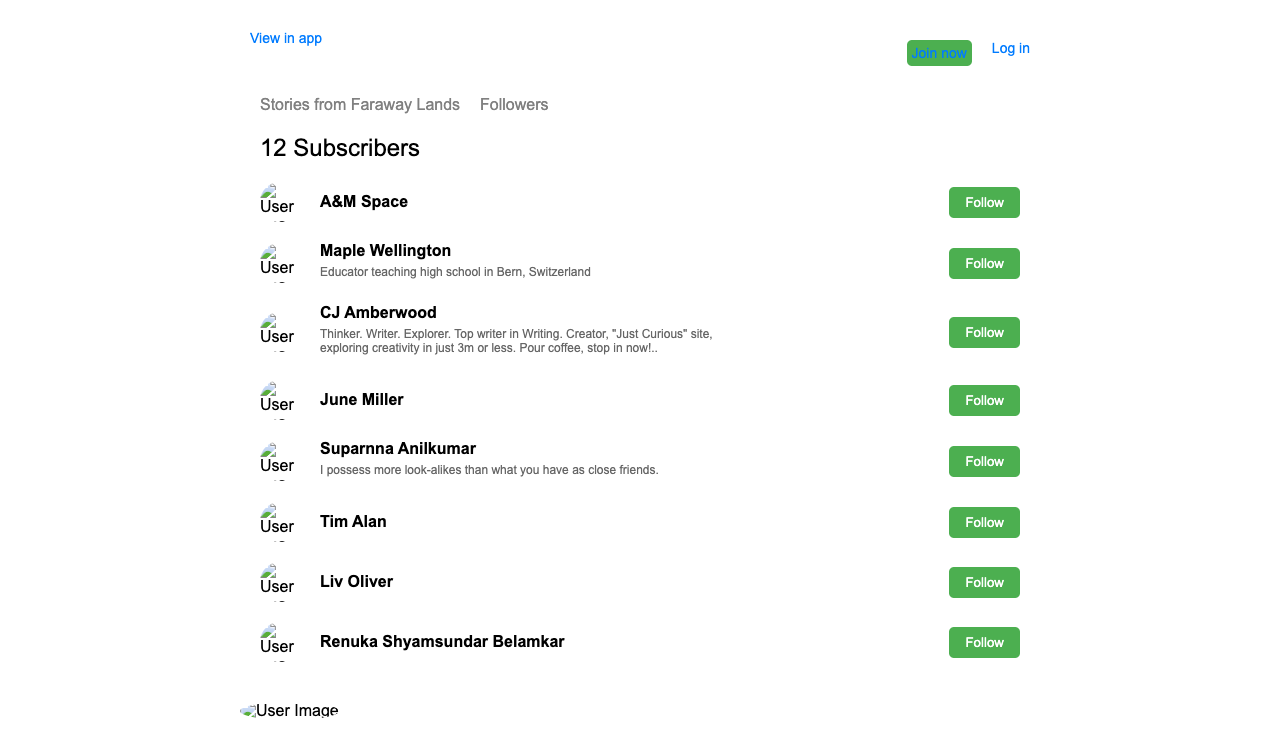 View in app
Join now
Log in
Stories from Faraway Lands
Followers
12 Subscribers
User
A&M Space
Follow
User
Maple Wellington
Educator teaching high school in Bern, Switzerland
Follow
User
CJ Amberwood
Thinker. Writer. Explorer. Top writer in Writing. Creator, "Just Curious" site,
exploring creativity in just 3m or less. Pour coffee, stop in now!..
Follow
User
June Miller
Follow
User
Suparnna Anilkumar
I possess more look-alikes than what you have as close friends.
Follow
User
Tim Alan
Follow
User
Liv Oliver
Follow
User
Renuka Shyamsundar Belamkar
Follow
User Image